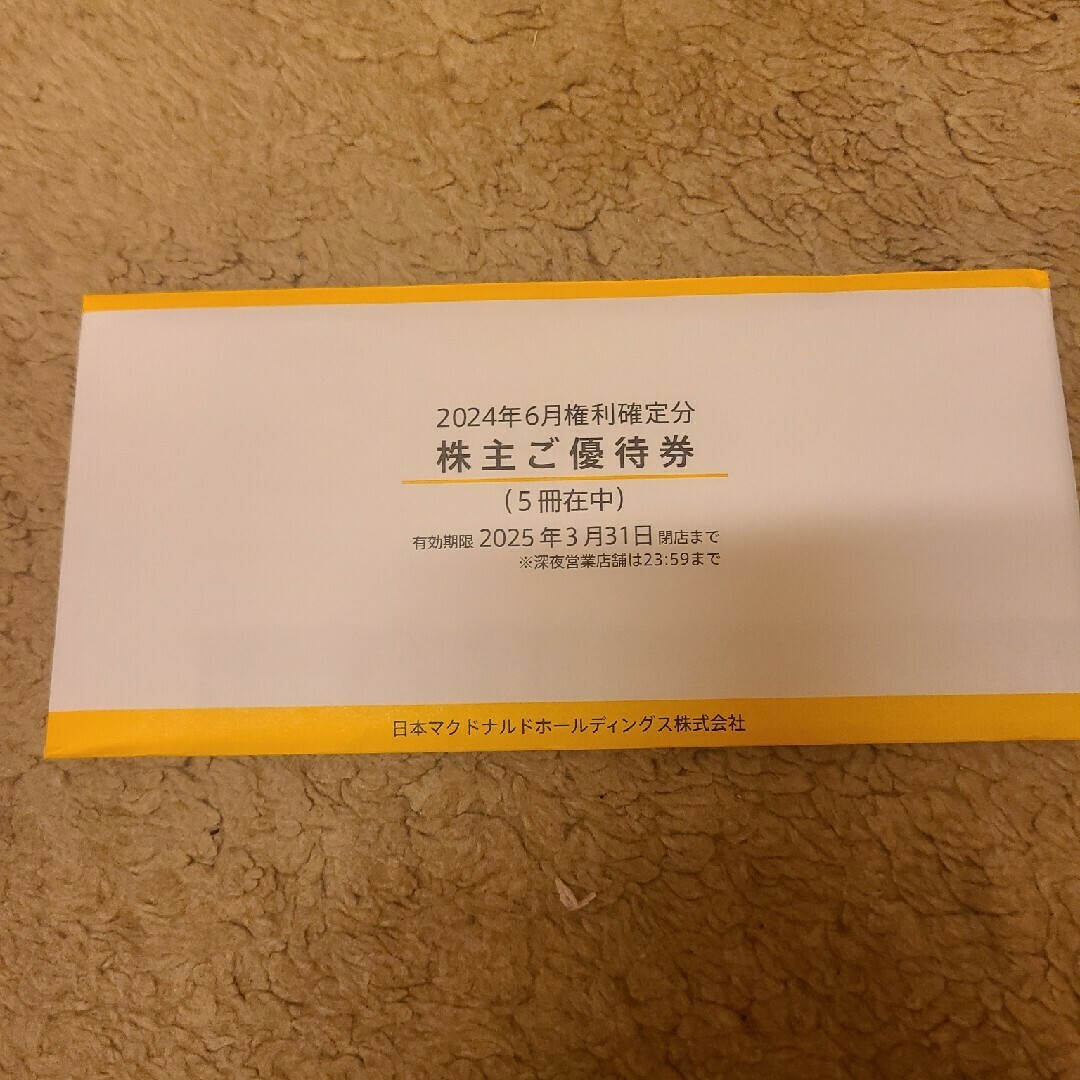 2024年6月権利確定分
株主ご優待券
(5冊在中)
有効期限 2025年3月31日 閉店まで
※深夜営業店舗は23:59まで
日本マクドナルドホールディングス株式会社